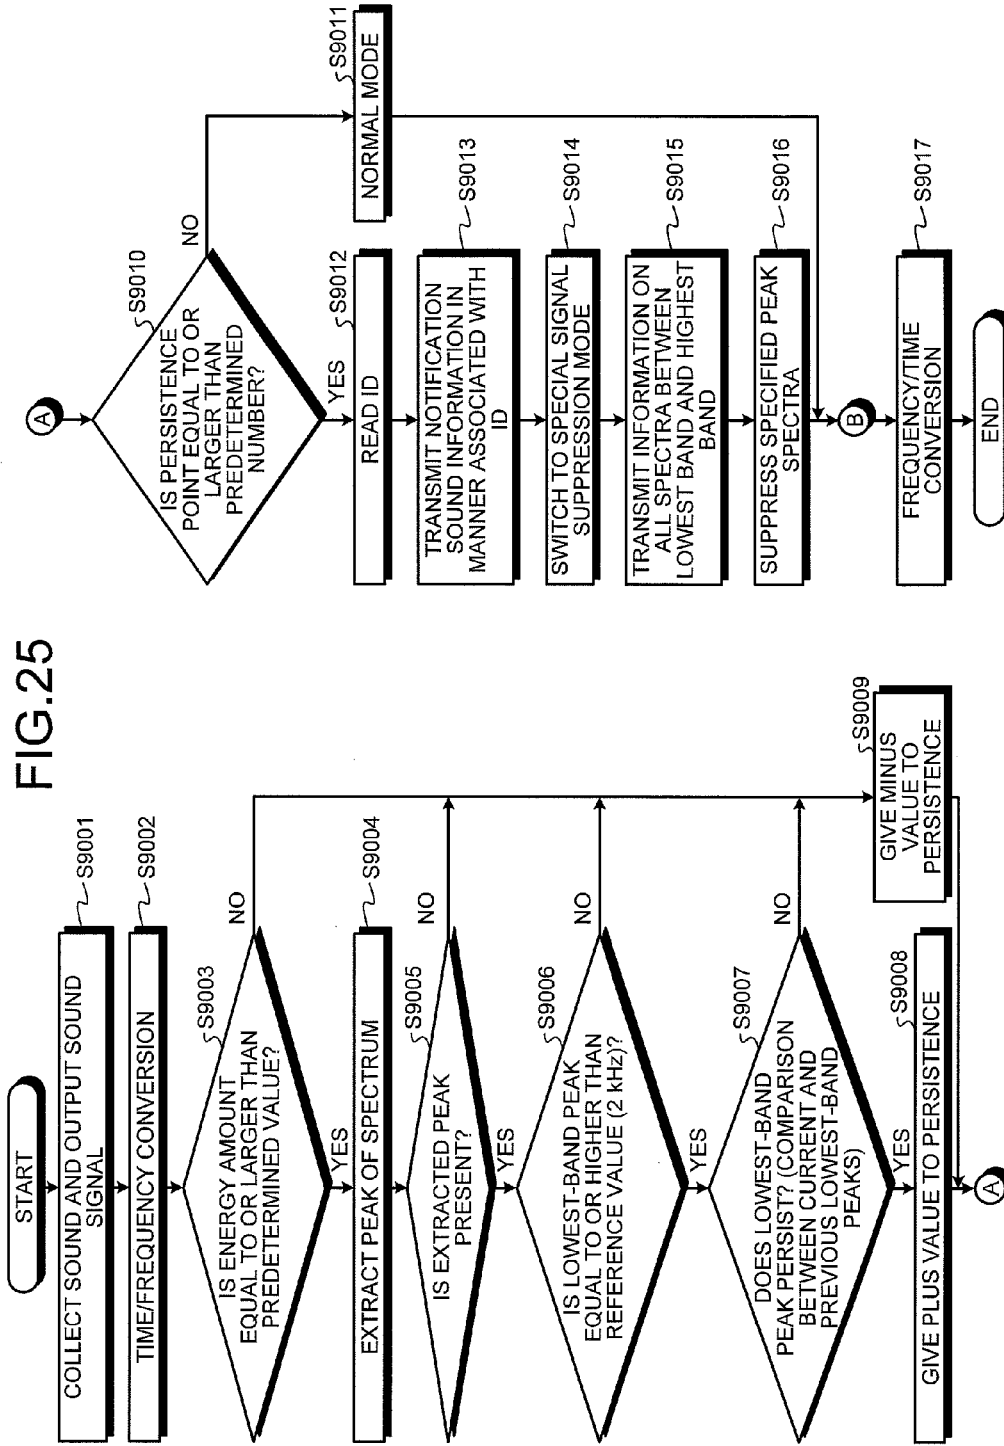 FIG.25
START
COLLECT SOUND AND OUTPUT SOUND
SIGNAL
S9001
TIME/FREQUENCY CONVERSION
S9002
IS ENERGY AMOUNT
EQUAL TO OR LARGER THAN
PREDETERMINED VALUE?
S9003
NO
YES
EXTRACT PEAK OF SPECTRUM
S9004
IS EXTRACTED PEAK
PRESENT?
S9005
NO
YES
IS LOWEST-BAND PEAK
EQUAL TO OR HIGHER THAN
REFERENCE VALUE (2 kHz)?
S9006
NO
YES
DOES LOWEST-BAND
PEAK PERSIST? (COMPARISON
BETWEEN CURRENT AND
PREVIOUS LOWEST-BAND
PEAKS)
S9007
NO
YES
GIVE PLUS VALUE TO PERSISTENCE
S9008
GIVE MINUS
VALUE TO
PERSISTENCE
S9009
A
A
IS PERSISTENCE
POINT EQUAL TO OR
LARGER THAN
PREDETERMINED
NUMBER?
S9010
NO
YES
NORMAL MODE
S9011
READ ID
S9012
TRANSMIT NOTIFICATION
SOUND INFORMATION IN
MANNER ASSOCIATED WITH
ID
S9013
SWITCH TO SPECIAL SIGNAL
SUPPRESSION MODE
S9014
TRANSMIT INFORMATION ON
ALL SPECTRA BETWEEN
LOWEST BAND AND HIGHEST
BAND
S9015
SUPPRESS SPECIFIED PEAK
SPECTRA
S9016
B
FREQUENCY/TIME
CONVERSION
S9017
END